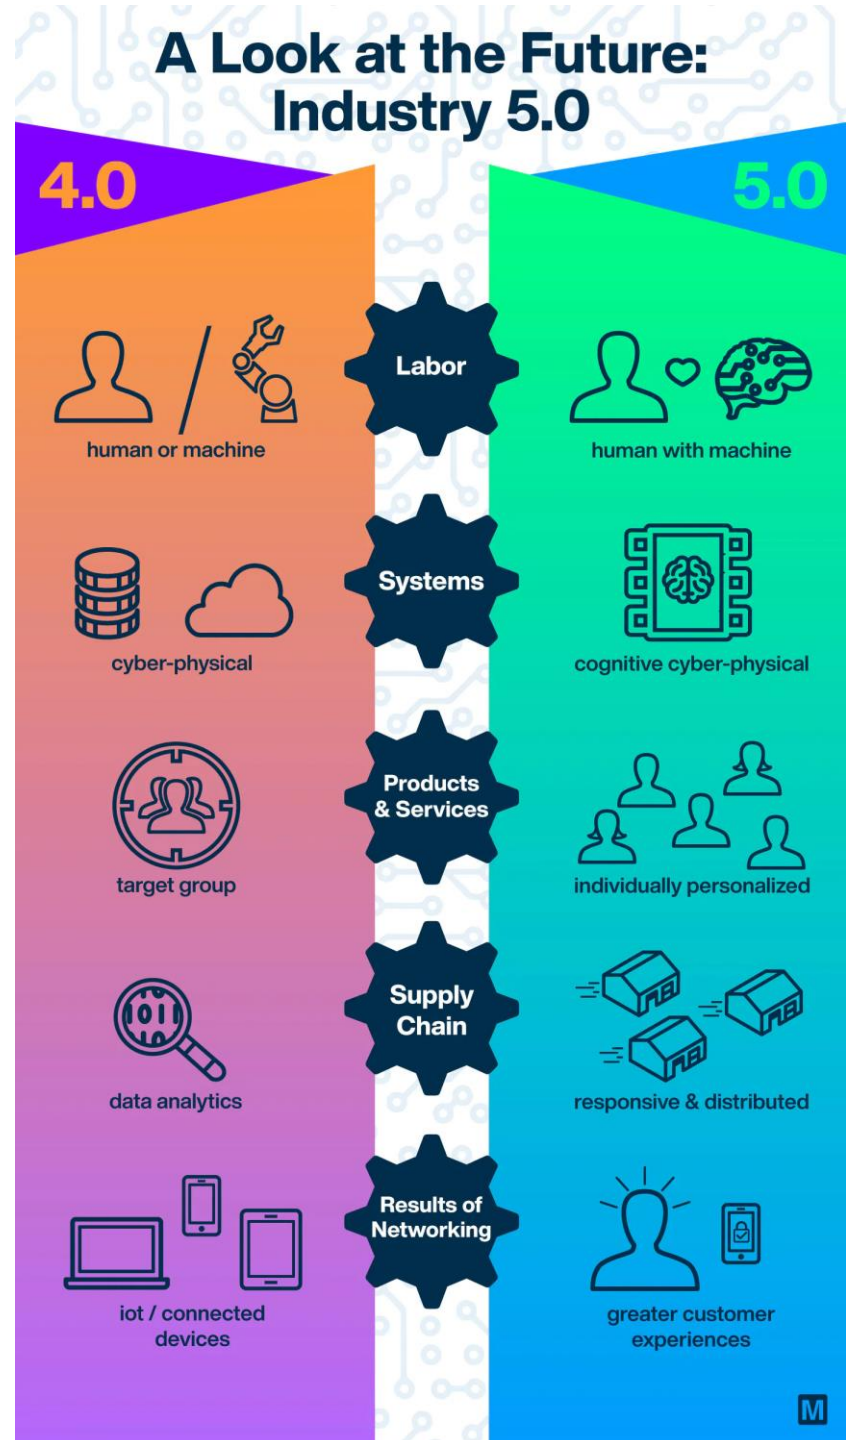 A Look at the Future:
Industry 5.0
4.0
5.0
Labor
human or machine
human with machine
Systems
cyber-physical
cognitive cyber-physical
Products
& Services
target group
individually personalized
1011
Supply
Chain
data analytics
responsive & distributed
Results of
Networking
iot / connected
devices
greater customer
experiences
M